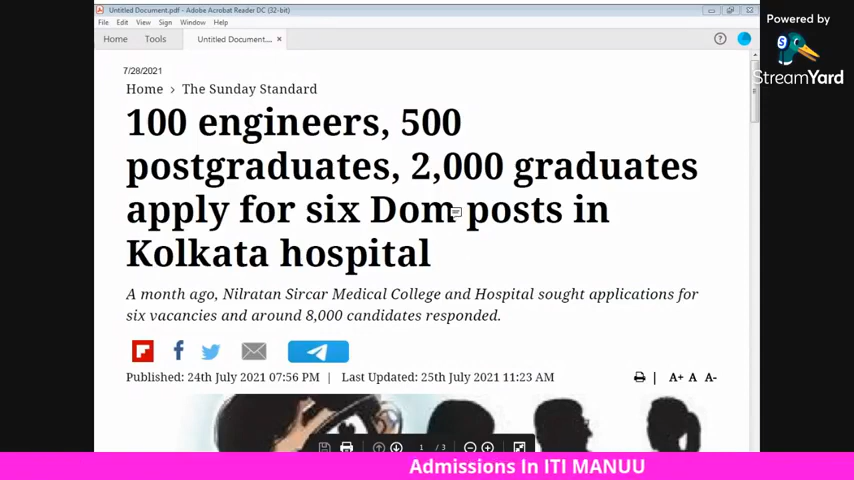 Untitled Document.pdf - Adobe Acrobat Reader DC (32-bit)
File Edit View Sign Window Help
Home Tools Untitled Document.... ×
7/28/2021
Home > The Sunday Standard
100 engineers, 500
postgraduates, 2,000 graduates
apply for six Dom posts in
Kolkata hospital
A month ago, Nilratan Sircar Medical College and Hospital sought applications for
six vacancies and around 8,000 candidates responded.
Published: 24th July 2021 07:56 PM | Last Updated: 25th July 2021 11:23 AM
| A+ A A-
1 / 3
Powered by
StreamYard
Admissions In ITI MANUU